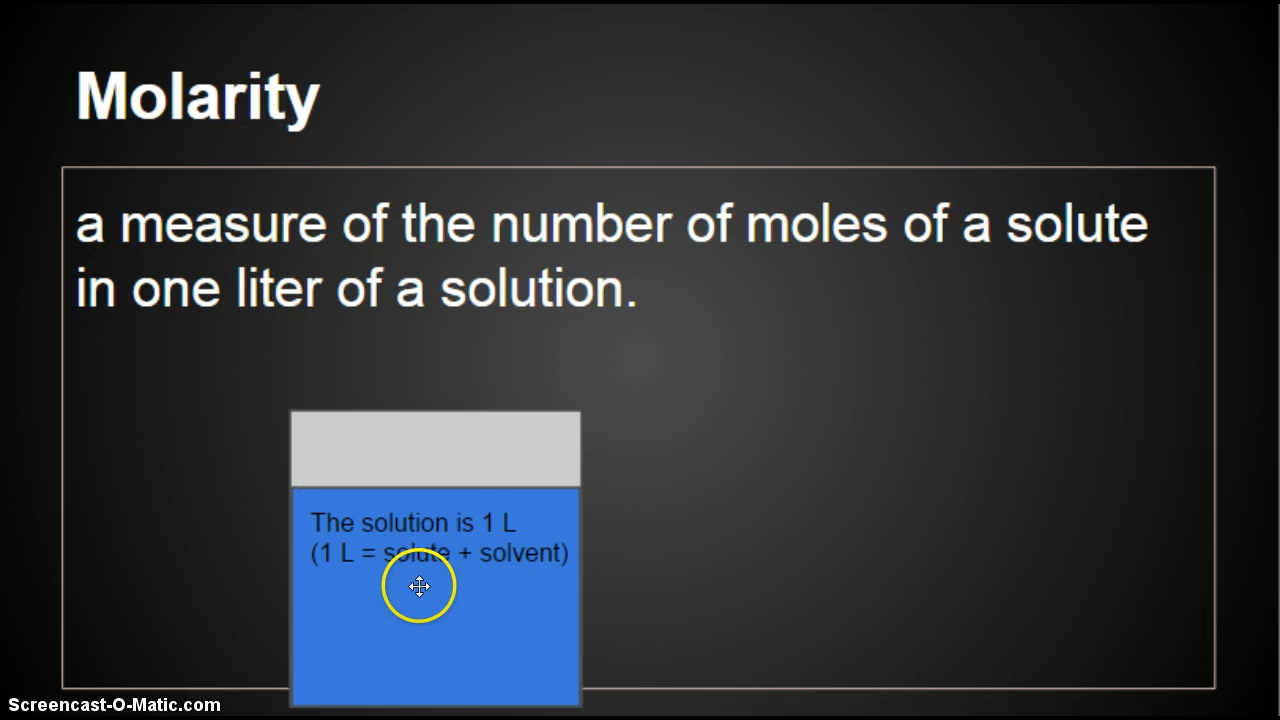 Molarity
a measure of the number of moles of a solute
in one liter of a solution.
The solution is 1 L
(1 L = solute + solvent)
Screencast-O-Matic.com